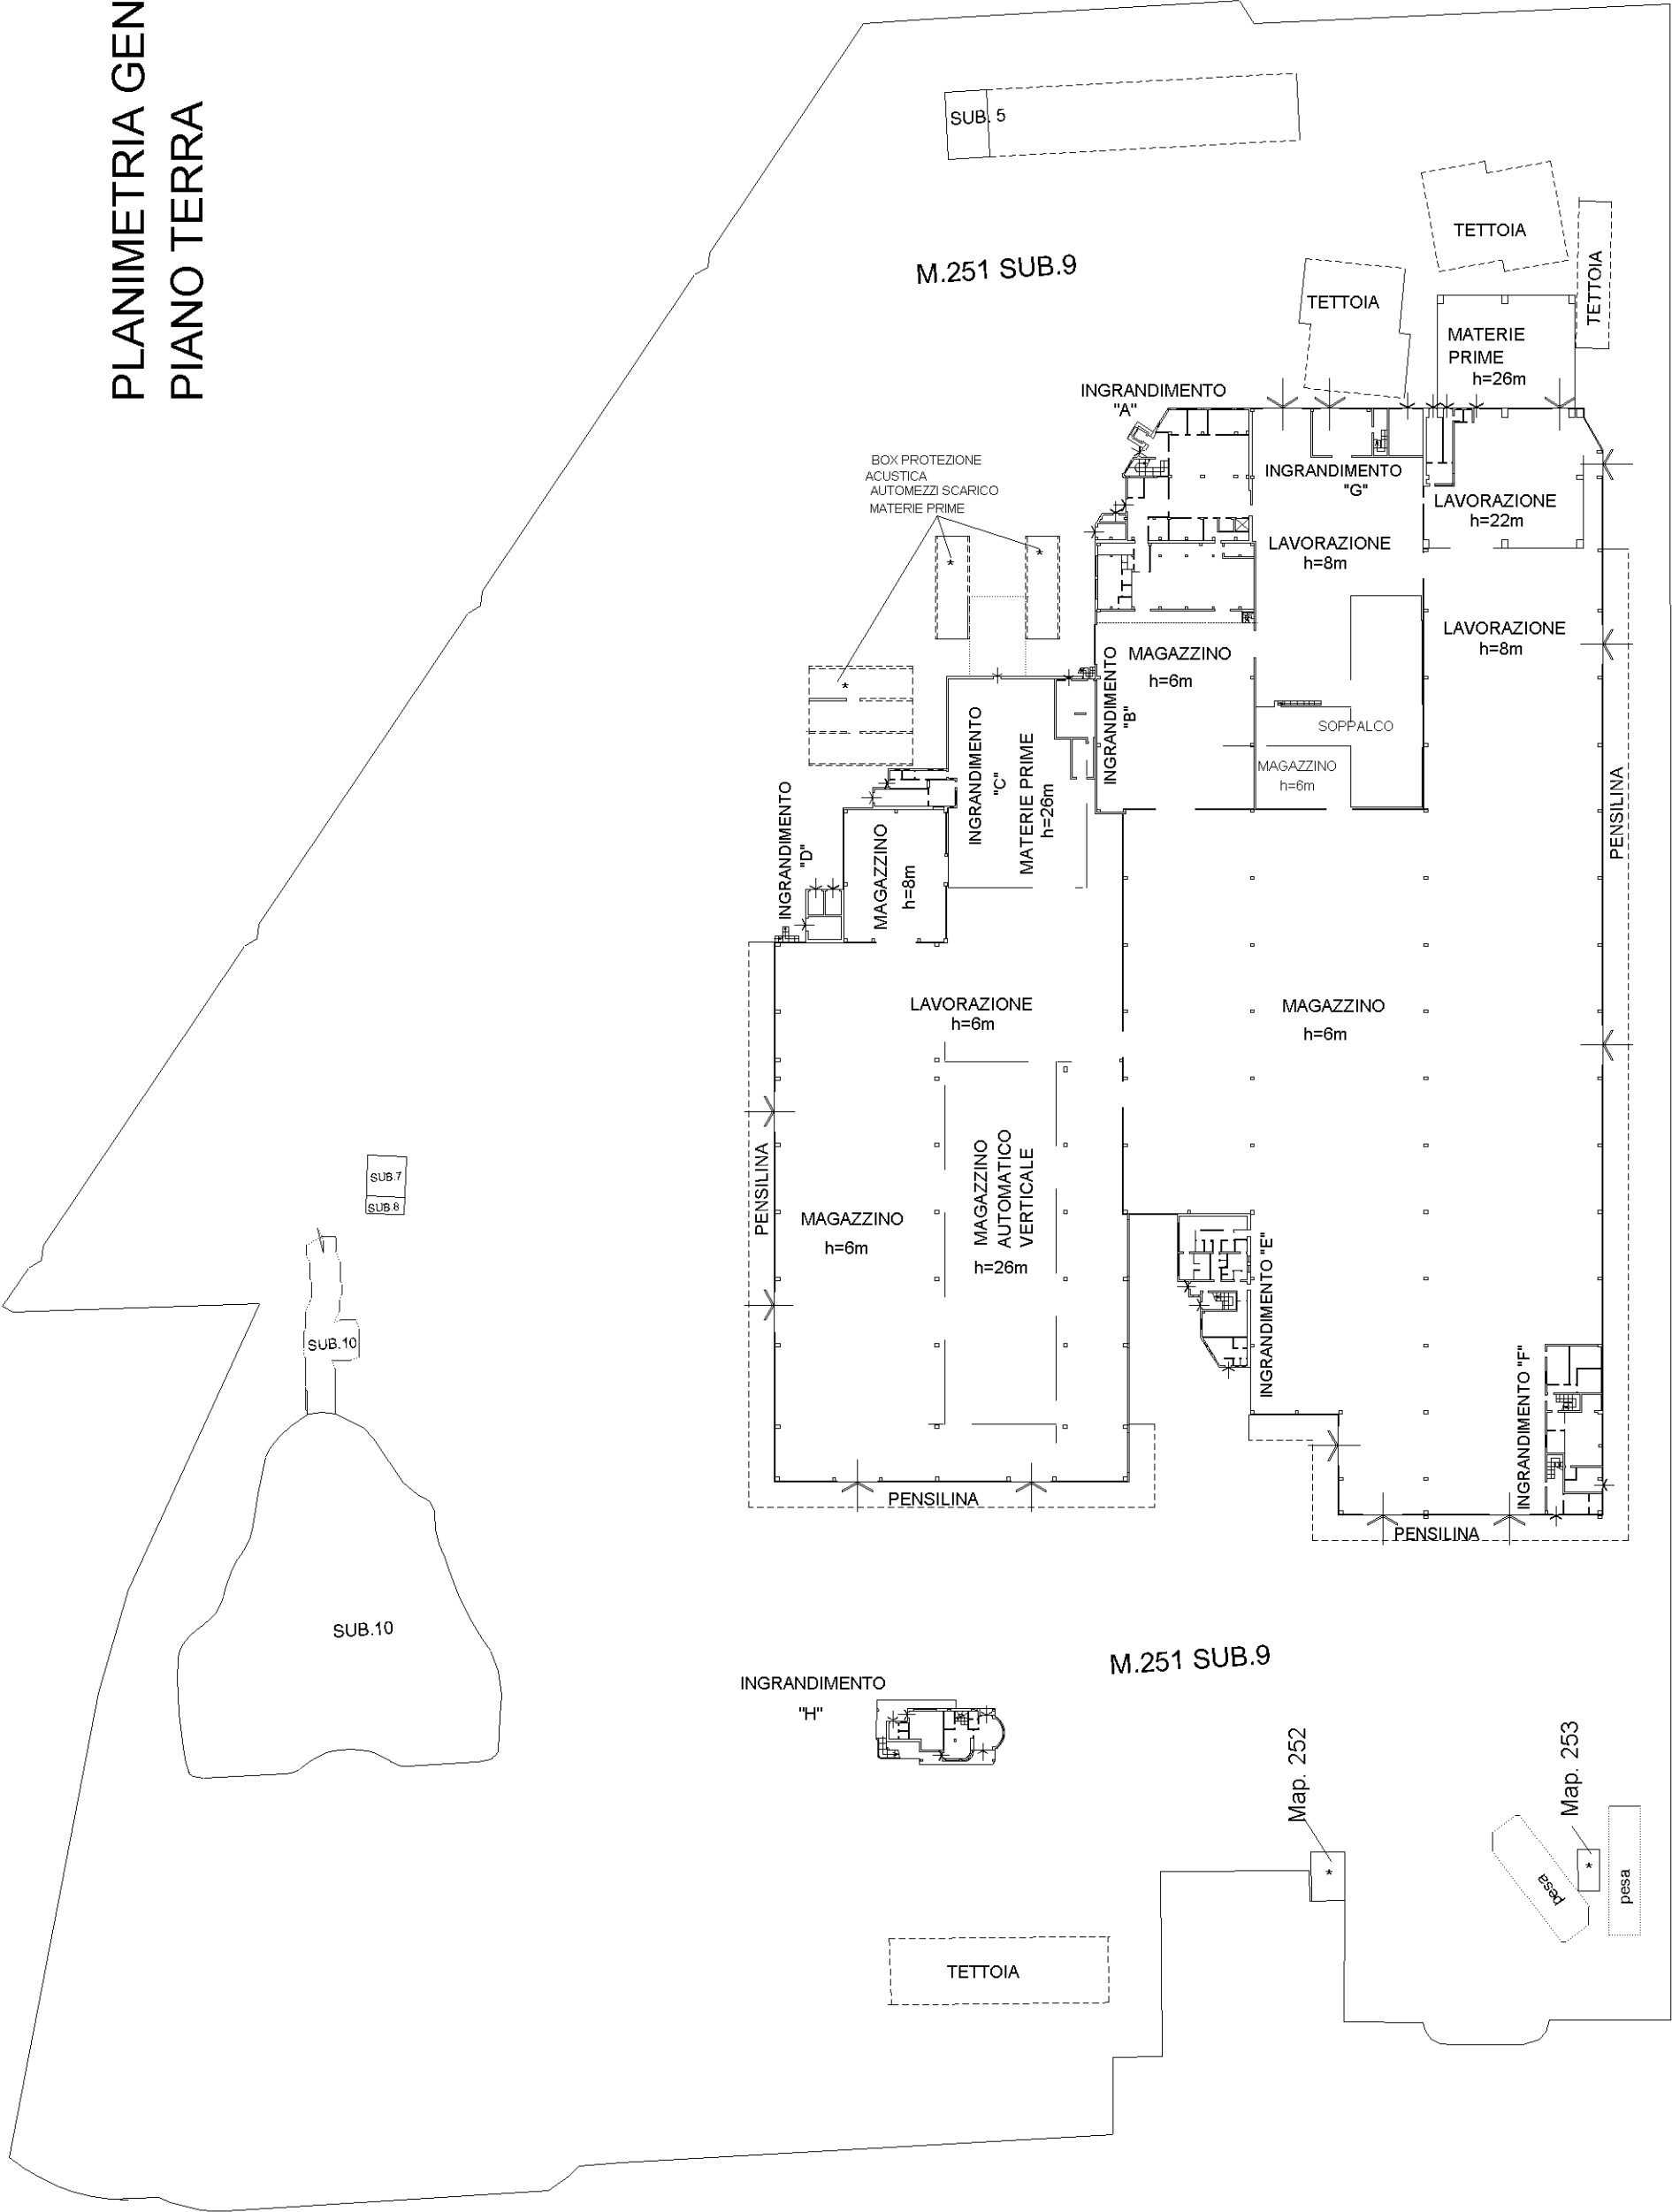 PLANIMETRIA GEN
PIANO TERRA
SUB. 5
M.251 SUB.9
TETTOIA
TETTOIA
TETTOIA
MATERIE
PRIME
h=26m
INGRANDIMENTO
"A"
BOX PROTEZIONE
ACUSTICA
AUTOMEZZI SCARICO
MATERIE PRIME
*
*
*
INGRANDIMENTO
"G"
LAVORAZIONE
h=22m
LAVORAZIONE
h=8m
LAVORAZIONE
h=8m
INGRANDIMENTO
"B"
MAGAZZINO
h=6m
SOPPALCO
MAGAZZINO
h=6m
INGRANDIMENTO
"C"
MATERIE PRIME
h=26m
INGRANDIMENTO
"D"
MAGAZZINO
h=8m
PENSILINA
LAVORAZIONE
h=6m
MAGAZZINO
h=6m
PENSILINA
MAGAZZINO
h=6m
MAGAZZINO
AUTOMATICO
VERTICALE
h=26m
SUB.7
SUB.8
SUB.10
INGRANDIMENTO "E"
INGRANDIMENTO "F"
PENSILINA
PENSILINA
SUB.10
M.251 SUB.9
INGRANDIMENTO
"H"
Map. 252
*
Map. 253
*
pesa
pesa
TETTOIA